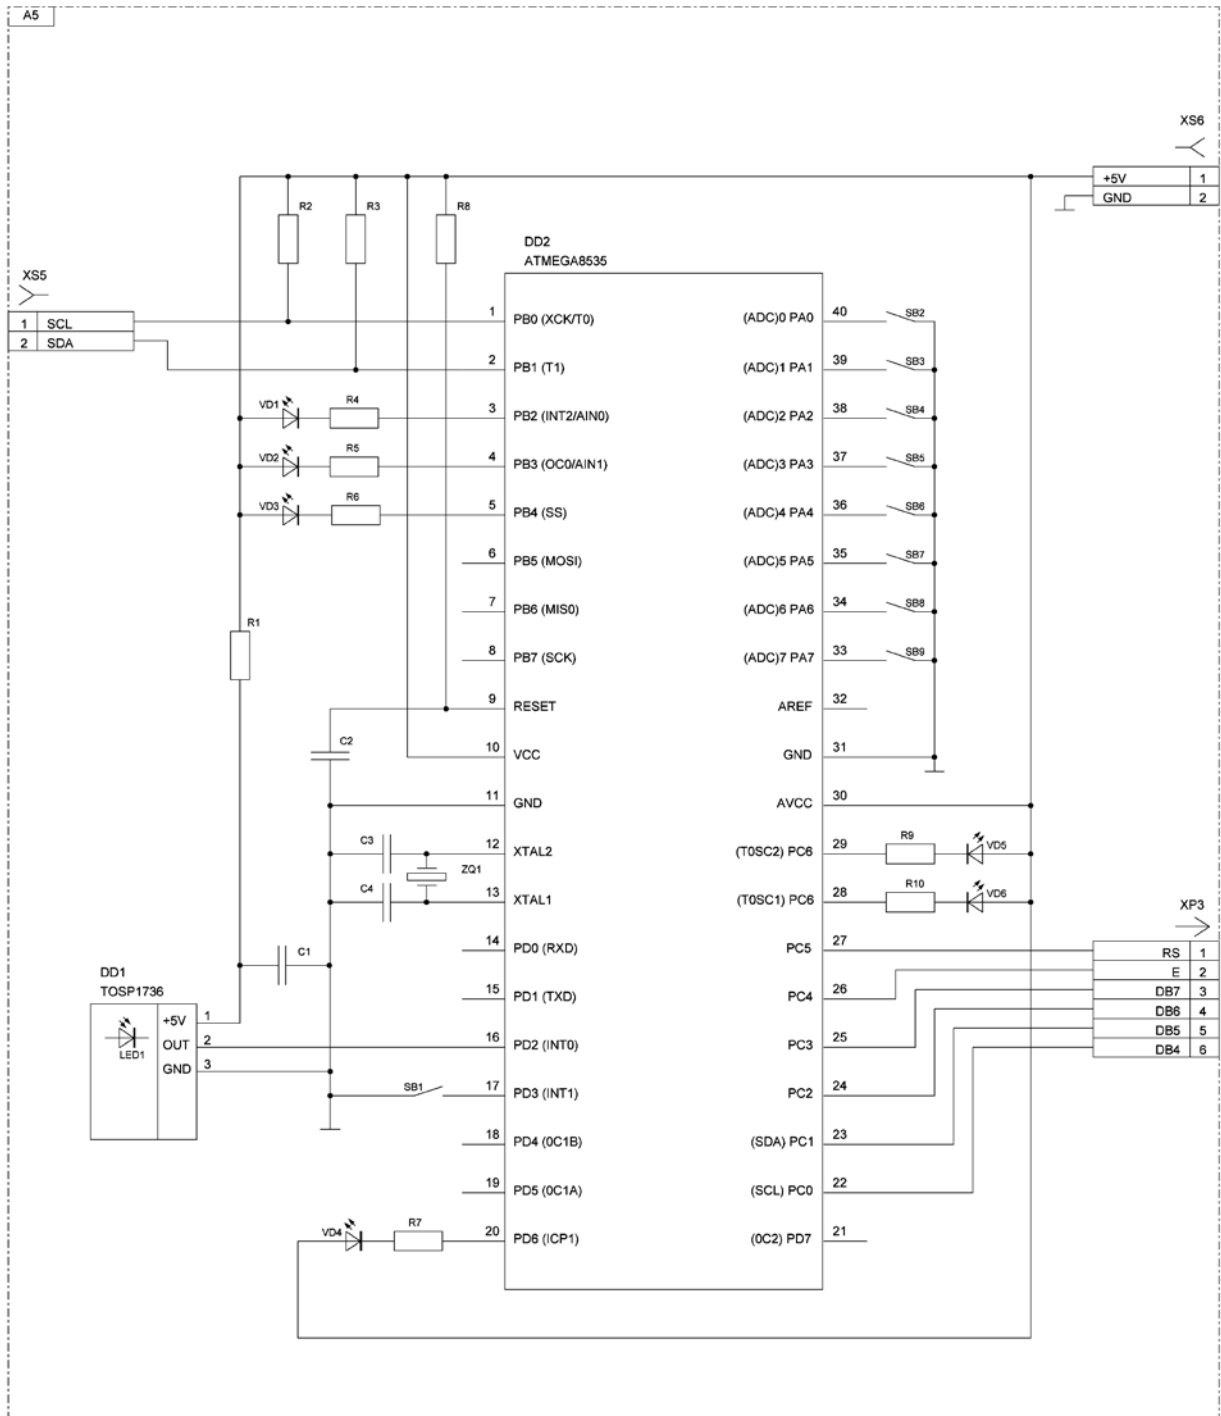 A5
XS6
+5V 1
GND 2
R2 R3 R8
DD2
ATMEGA8535
XS5
1 SCL
2 SDA
1 PB0 (XCK/T0) (ADC)0 PA0 40 SB2
2 PB1 (T1) (ADC)1 PA1 39 SB3
VD1 R4 3 PB2 (INT2/AIN0) (ADC)2 PA2 38 SB4
VD2 R5 4 PB3 (OC0/AIN1) (ADC)3 PA3 37 SB5
VD3 R6 5 PB4 (SS) (ADC)4 PA4 36 SB6
6 PB5 (MOSI) (ADC)5 PA5 35 SB7
7 PB6 (MIS0) (ADC)6 PA6 34 SB8
R1
8 PB7 (SCK) (ADC)7 PA7 33 SB9
9 RESET AREF 32
C2
10 VCC GND 31
11 GND AVCC 30
C3 12 XTAL2 (T0SC2) PC6 29 R9 VD5
ZQ1
C4 13 XTAL1 (T0SC1) PC6 28 R10 VD6
XP3
14 PD0 (RXD) PC5 27
C1
RS 1
E 2
DB7 3
DB6 4
DB5 5
DB4 6
DD1
TOSP1736
15 PD1 (TXD) PC4 26
+5V 1
OUT 2
LED1
GND 3
16 PD2 (INT0) PC3 25
SB1 17 PD3 (INT1) PC2 24
18 PD4 (0C1B) (SDA) PC1 23
19 PD5 (0C1A) (SCL) PC0 22
VD4 R7 20 PD6 (ICP1) (0C2) PD7 21